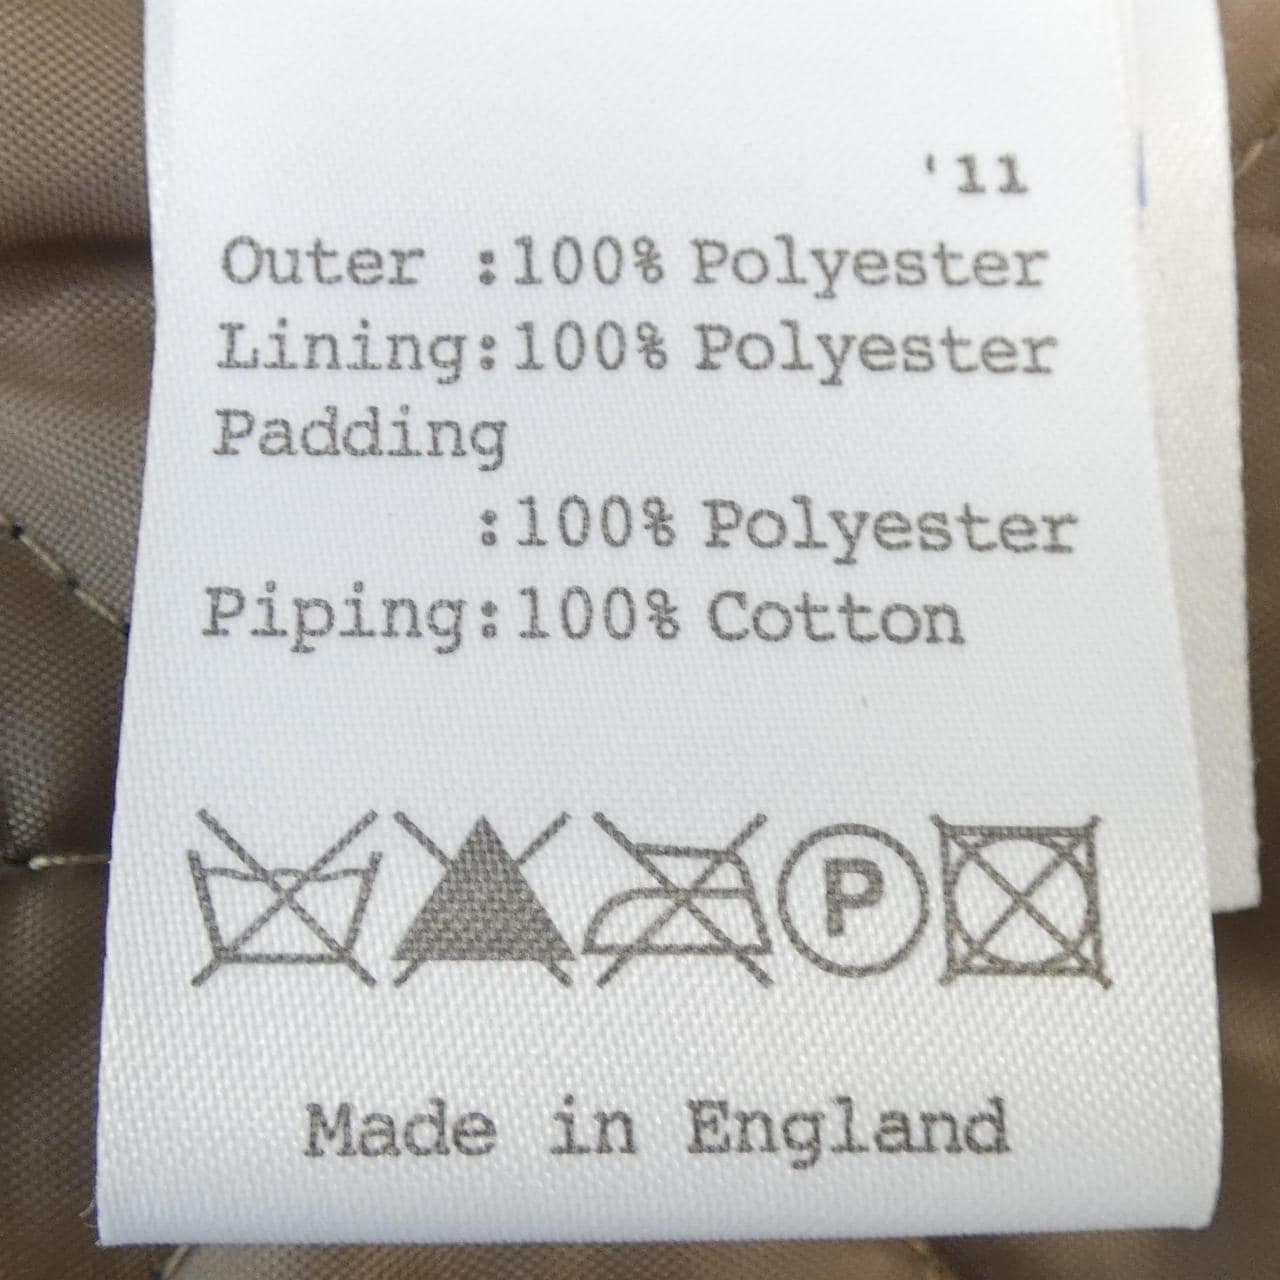 '11
Outer :100% Polyester
Lining:100% Polyester
Padding
:100% Polyester
Piping:100% Cotton
P
Made in England